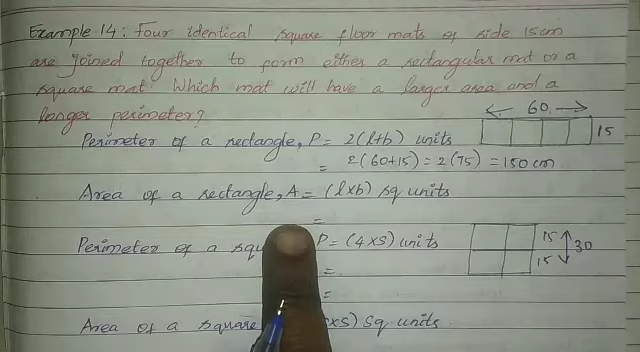 Example 14: Four identical square floor mats of side 15cm
are joined together to form either a rectangular mat or a
square mat. Which mat will have a larger area and a
longer perimeter?
60
Perimeter of a rectangle, P = 2(l+b) units
15
= 2(60+15) = 2(75) = 150 cm
Area of a rectangle, A = (l×b) sq units
=
Perimeter of a squ P = (4×S) units
15
30
15
=
=
Area of a square ×S) Sq units.